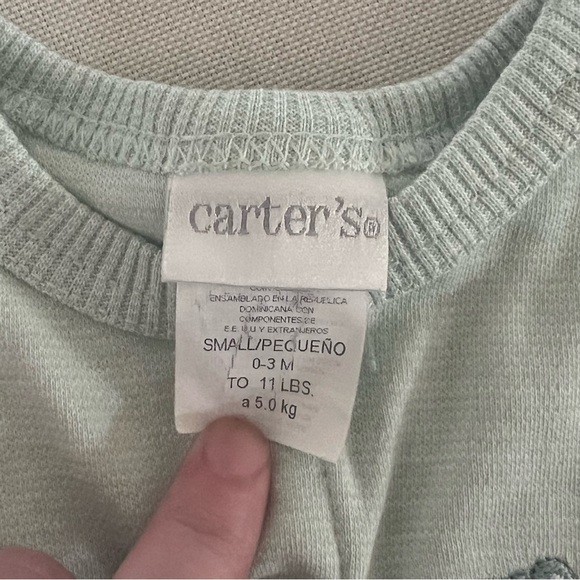 carter's®
ENSAMBLADO EN LA REPUBLICA
DOMINICANA CON
COMPONENTES DE
E.E. U.U Y EXTRANJEROS
SMALL/PEQUEÑO
0-3 M
TO 11 LBS.
a 5.0 kg